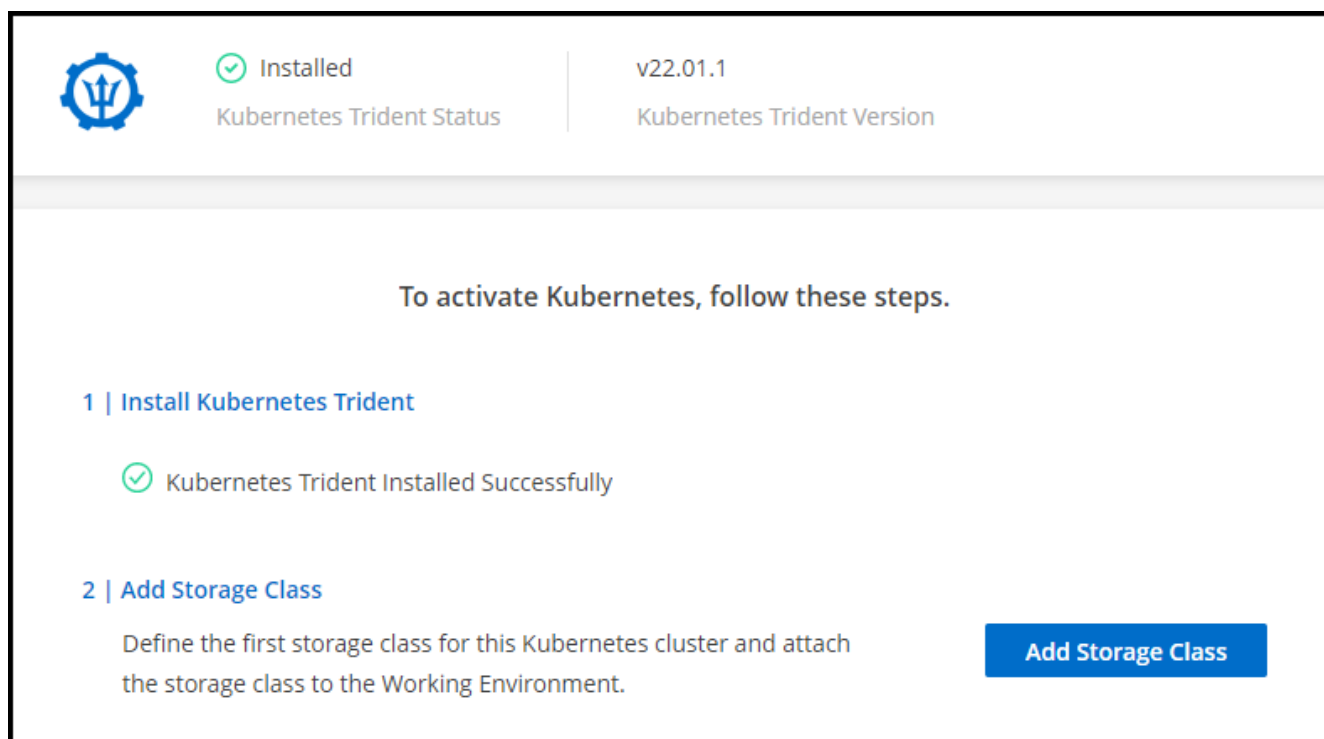 Installed
Kubernetes Trident Status
v22.01.1
Kubernetes Trident Version
To activate Kubernetes, follow these steps.
1 | Install Kubernetes Trident
Kubernetes Trident Installed Successfully
2 | Add Storage Class
Define the first storage class for this Kubernetes cluster and attach
the storage class to the Working Environment.
Add Storage Class